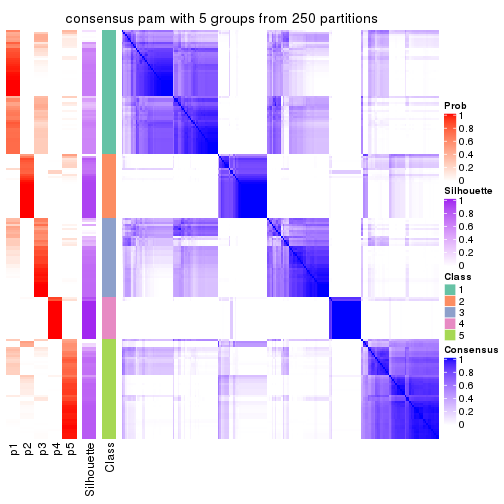 consensus pam with 5 groups from 250 partitions
Prob
1
0.8
0.6
0.4
0.2
0
Silhouette
1
0.8
0.6
0.4
0.2
0
Class
1
2
3
4
5
Consensus
1
0.8
0.6
0.4
0.2
0
p1
p2
p3
p4
p5
Silhouette
Class